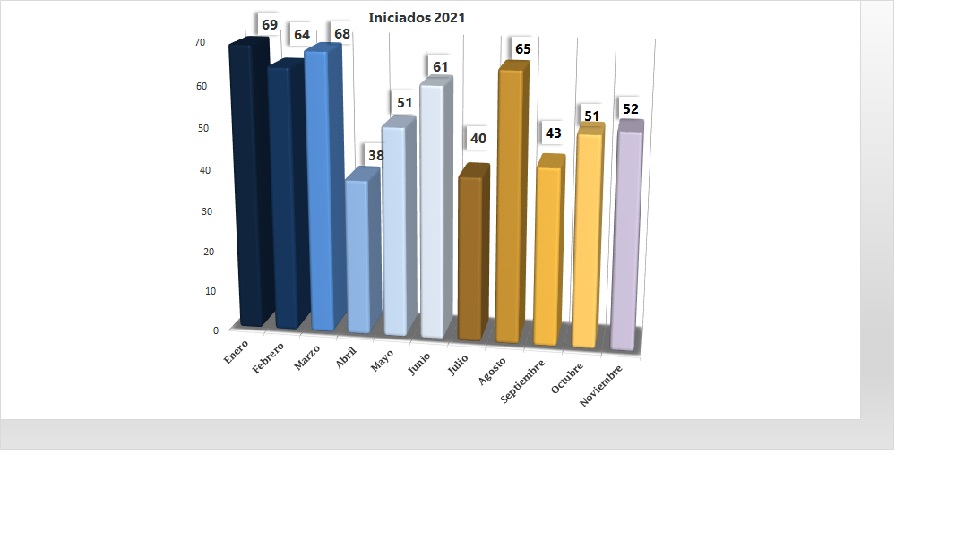 Iniciados 2021
69
64
68
38
51
61
40
65
43
51
52
70
60
50
40
30
20
10
0
Enero
Febrero
Marzo
Abril
Mayo
Junio
Julio
Agosto
Septiembre
Octubre
Noviembre